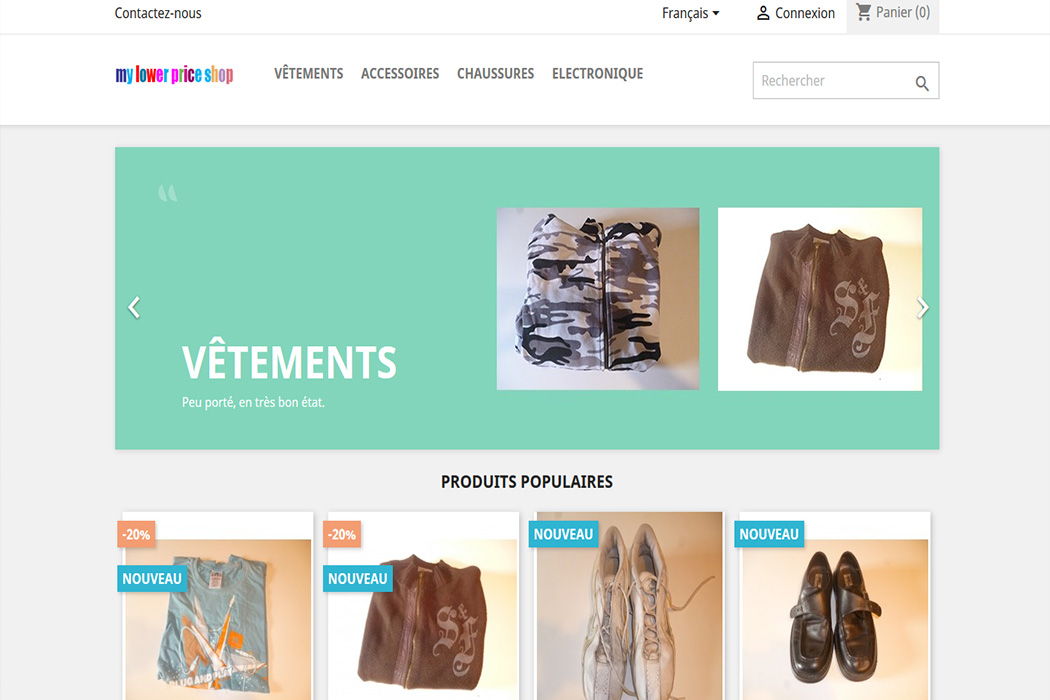 Contactez-nous Français Connexion Panier (0)
my lower price shop VÊTEMENTS ACCESSOIRES CHAUSSURES ELECTRONIQUE Rechercher
“
VÊTEMENTS
Peu porté, en très bon état.
PRODUITS POPULAIRES
-20% -20% NOUVEAU NOUVEAU
NOUVEAU NOUVEAU